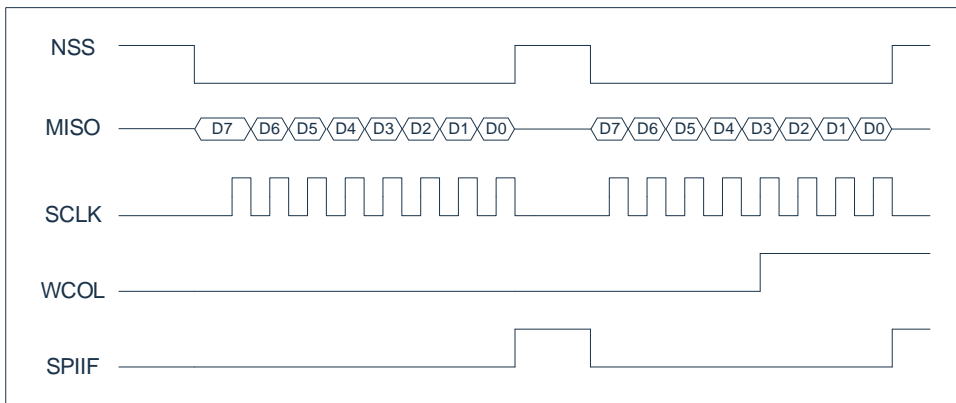 NSS
MISO D7 D6 D5 D4 D3 D2 D1 D0 D7 D6 D5 D4 D3 D2 D1 D0
SCLK
WCOL
SPIIF